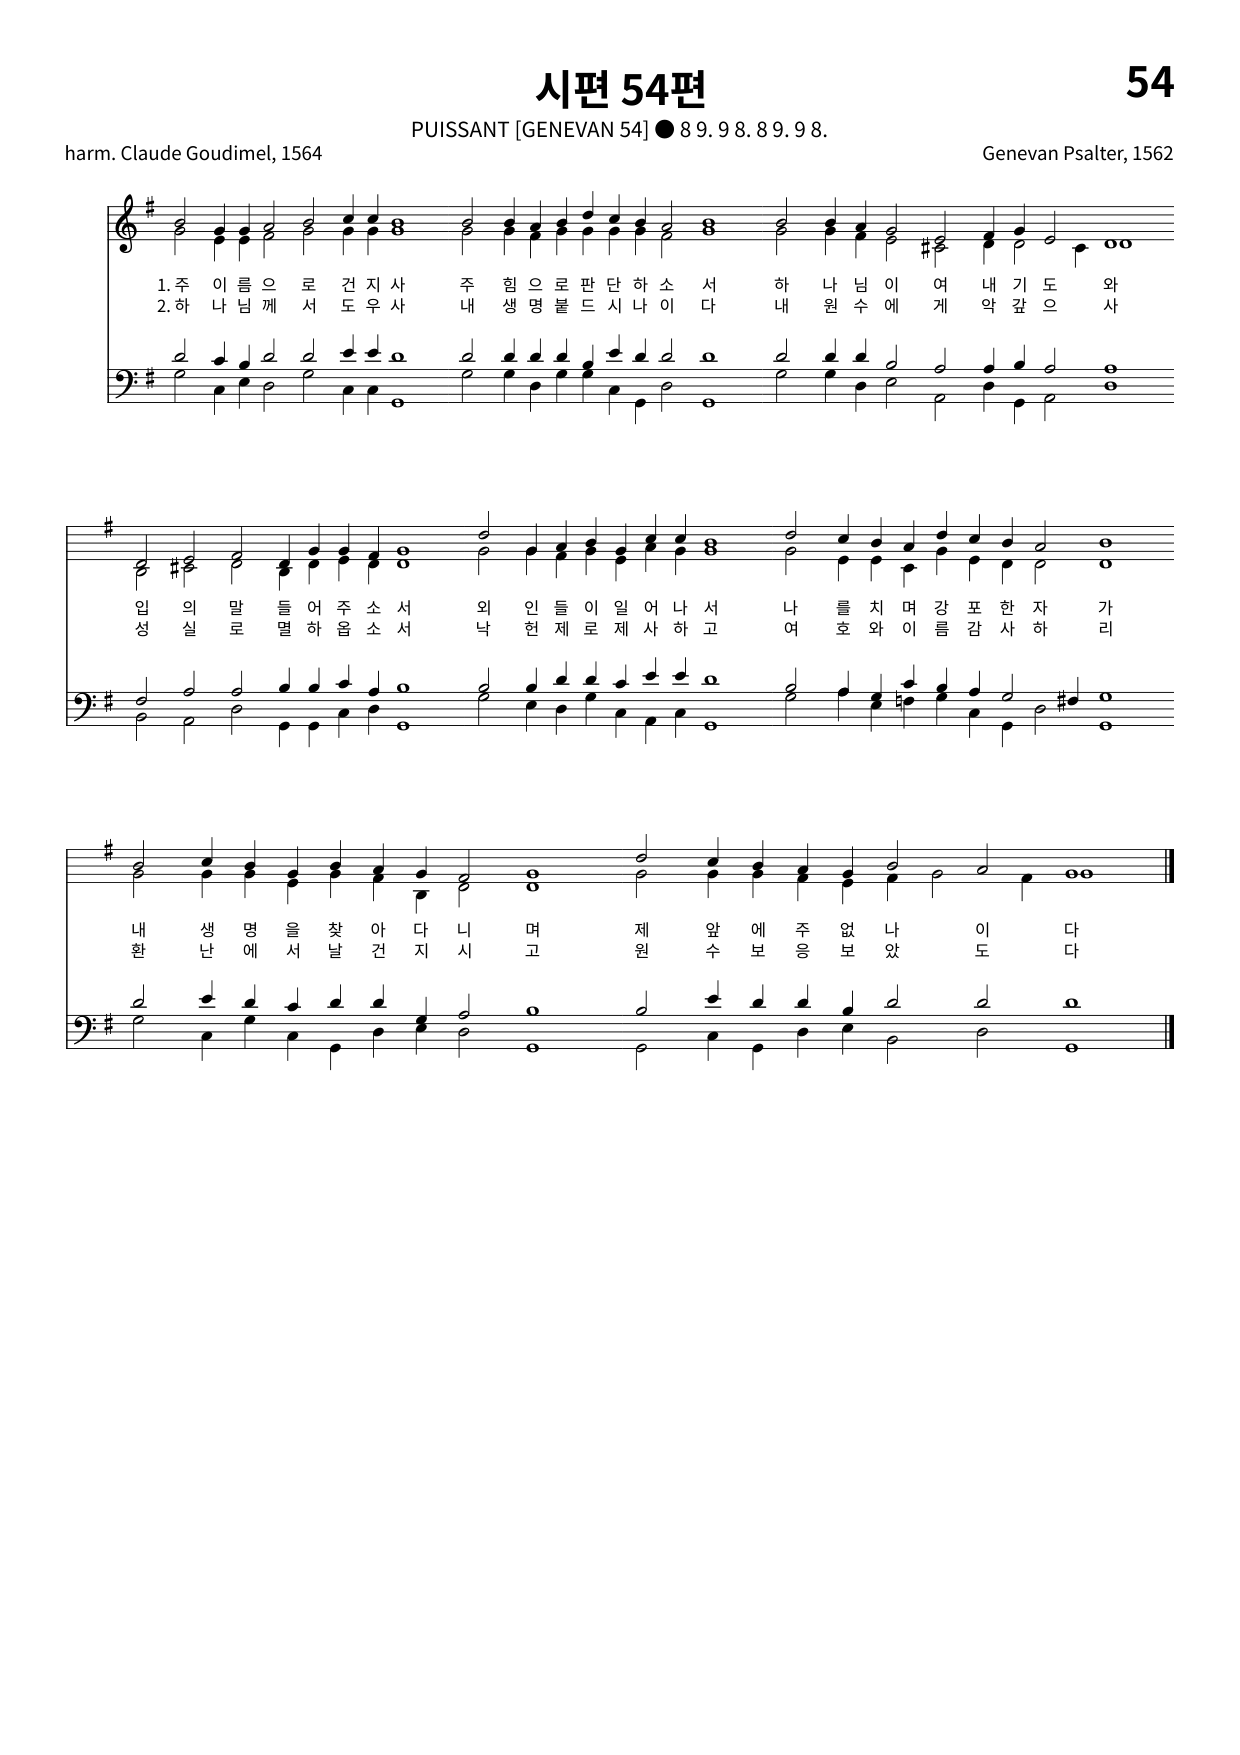 시편 54편
54
PUISSANT [GENEVAN 54] ● 8 9. 9 8. 8 9. 9 8.
harm. Claude Goudimel, 1564
Genevan Psalter, 1562
1. 주 이 름 으 로 건 지 사 주 힘 으 로 판 단 하 소 서 하 나 님 이 여 내 기 도 와
2. 하 나 님 께 서 도 우 사 내 생 명 붙 드 시 나 이 다 내 원 수 에 게 악 갚 으 사
입 의 말 들 어 주 소 서 외 인 들 이 일 어 나 서 나 를 치 며 강 포 한 자 가
성 실 로 멸 하 옵 소 서 낙 헌 제 로 제 사 하 고 여 호 와 이 름 감 사 하 리
내 생 명 을 찾 아 다 니 며 제 앞 에 주 없 나 이 다
환 난 에 서 날 건 지 시 고 원 수 보 응 보 았 도 다